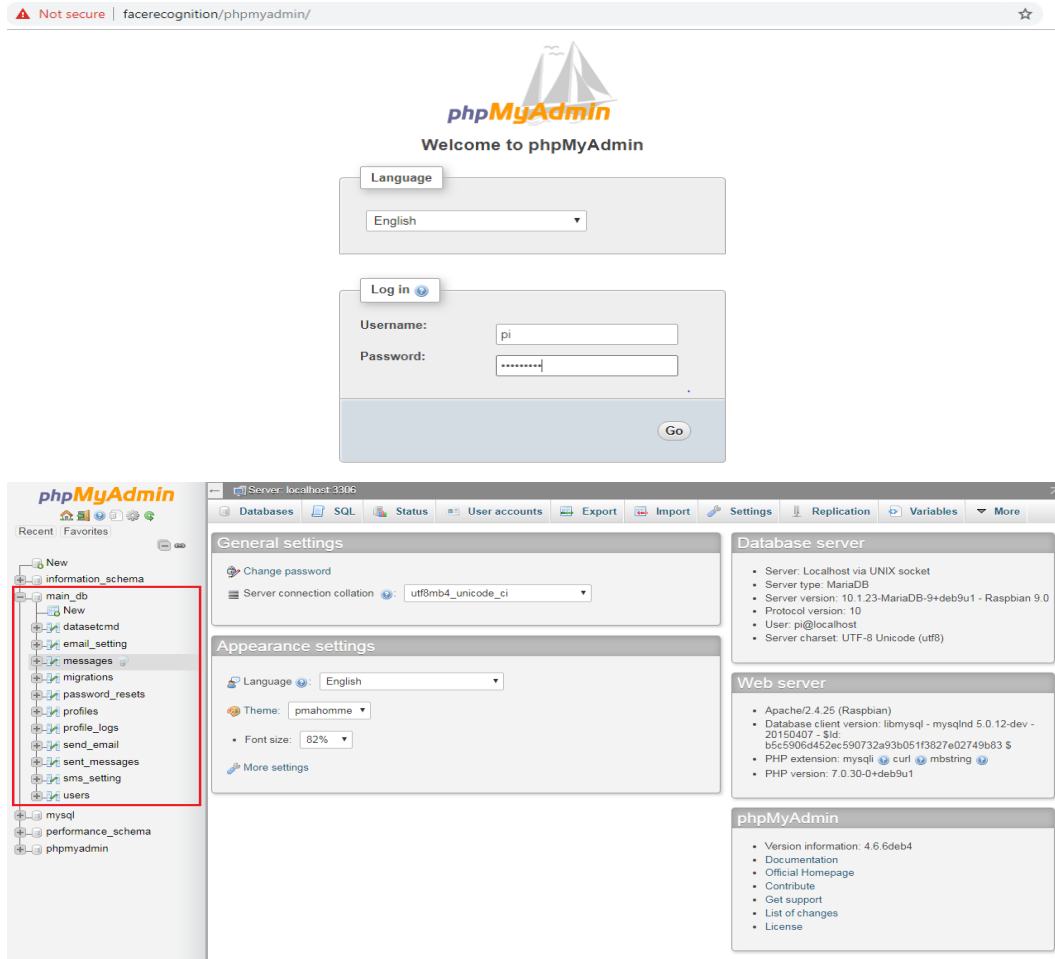 Not secure | facerecognition/phpmyadmin/
phpMyAdmin
Welcome to phpMyAdmin
Language
English
Log in
Username:
pi
Password:
•••••••••
Go
phpMyAdmin
Recent Favorites
New
information_schema
main_db
New
datasetcmd
email_setting
messages
migrations
password_resets
profiles
profile_logs
send_email
sent_messages
sms_setting
users
mysql
performance_schema
phpmyadmin
Server: localhost:3306
Databases SQL Status User accounts Export Import Settings Replication Variables More
General settings
Change password
Server connection collation : utf8mb4_unicode_ci
Appearance settings
Language : English
Theme: pmahomme
• Font size: 82%
More settings
Database server
• Server: Localhost via UNIX socket
• Server type: MariaDB
• Server version: 10.1.23-MariaDB-9+deb9u1 - Raspbian 9.0
• Protocol version: 10
• User: pi@localhost
• Server charset: UTF-8 Unicode (utf8)
Web server
• Apache/2.4.25 (Raspbian)
• Database client version: libmysql - mysqlnd 5.0.12-dev -
20150407 - $Id:
b5c5906d452ec590732a93b051f3827e02749b83 $
• PHP extension: mysqli curl mbstring
• PHP version: 7.0.30-0+deb9u1
phpMyAdmin
• Version information: 4.6.6deb4
• Documentation
• Official Homepage
• Contribute
• Get support
• List of changes
• License